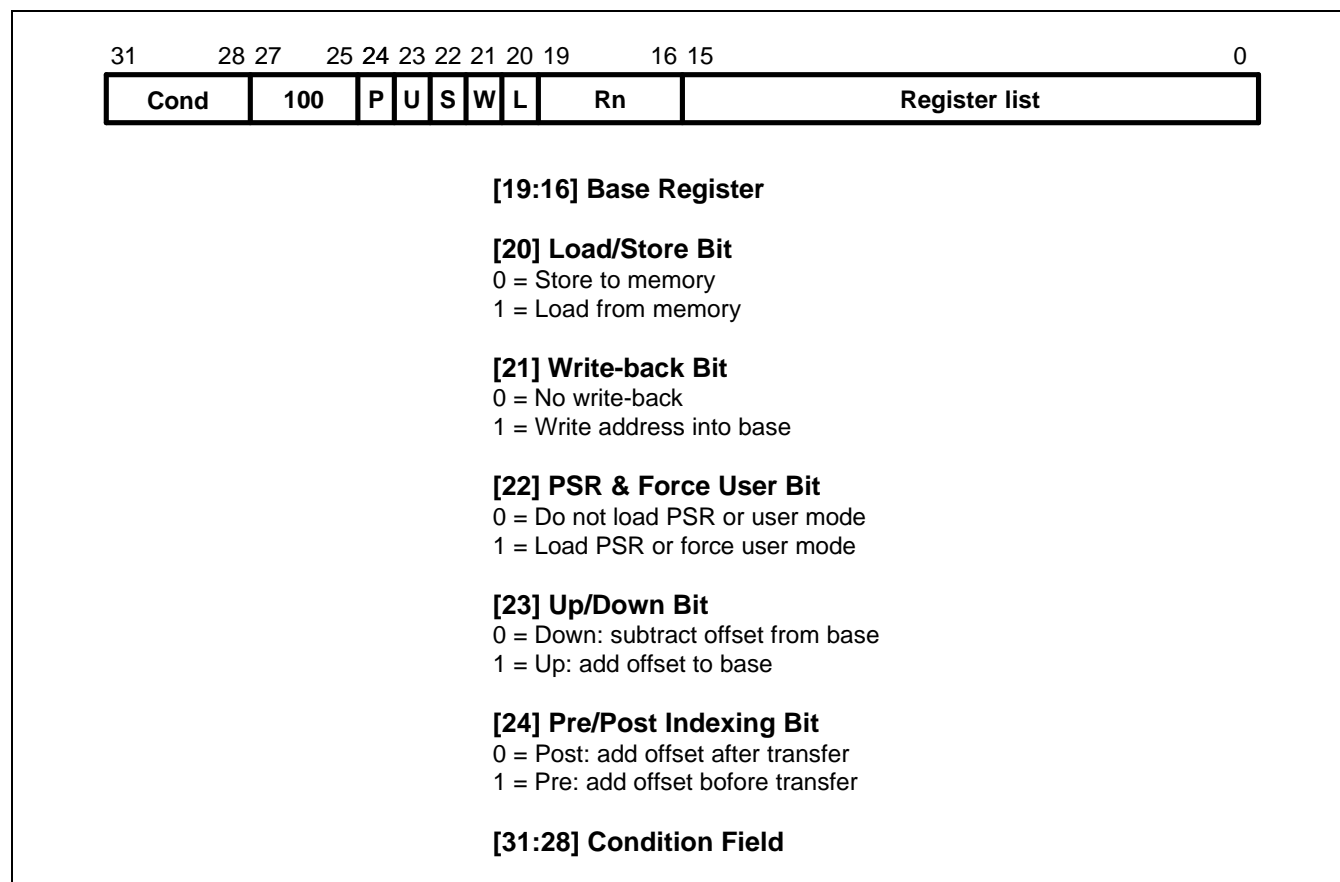 31 28 27 25 24 23 22 21 20 19 16 15 0
Cond 100 P U S W L Rn Register list
[19:16] Base Register
[20] Load/Store Bit
0 = Store to memory
1 = Load from memory
[21] Write-back Bit
0 = No write-back
1 = Write address into base
[22] PSR & Force User Bit
0 = Do not load PSR or user mode
1 = Load PSR or force user mode
[23] Up/Down Bit
0 = Down: subtract offset from base
1 = Up: add offset to base
[24] Pre/Post Indexing Bit
0 = Post: add offset after transfer
1 = Pre: add offset bofore transfer
[31:28] Condition Field